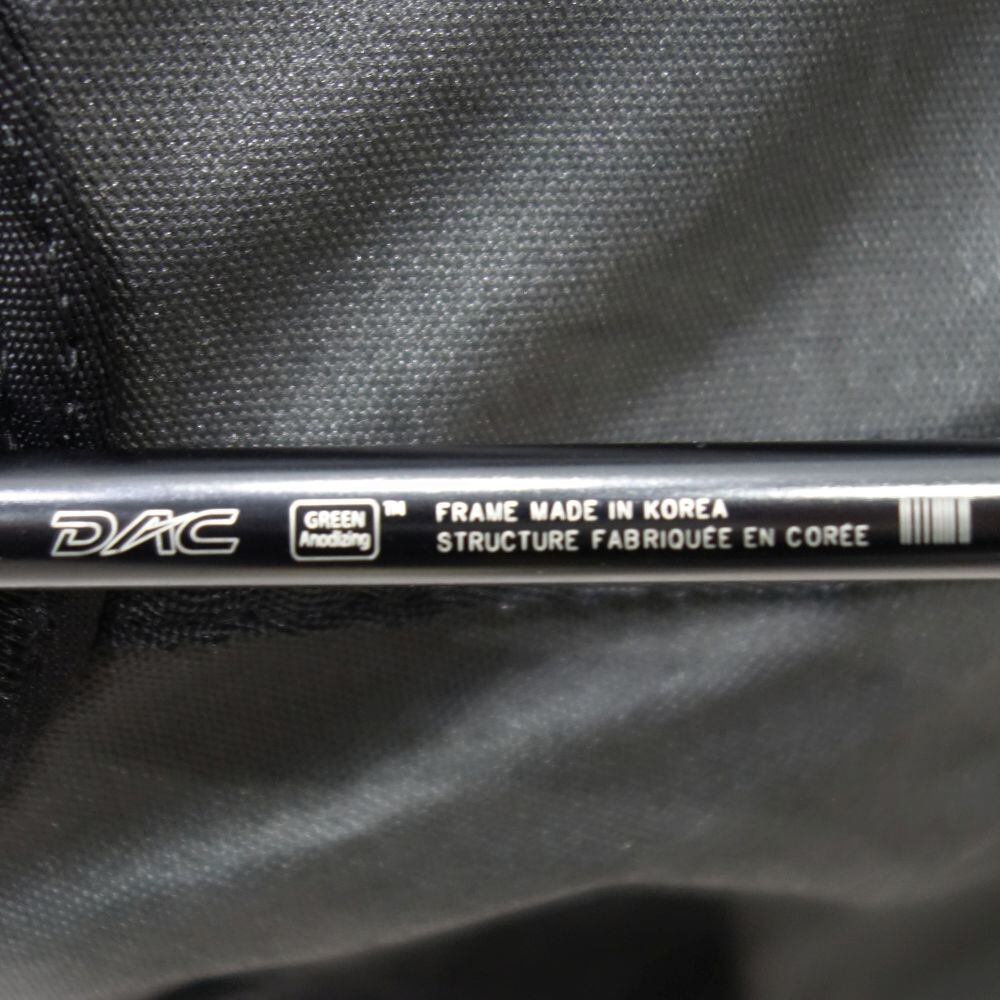 DAC
GREEN
Anodizing
™
FRAME MADE IN KOREA
STRUCTURE FABRIQUÉE EN CORÉE